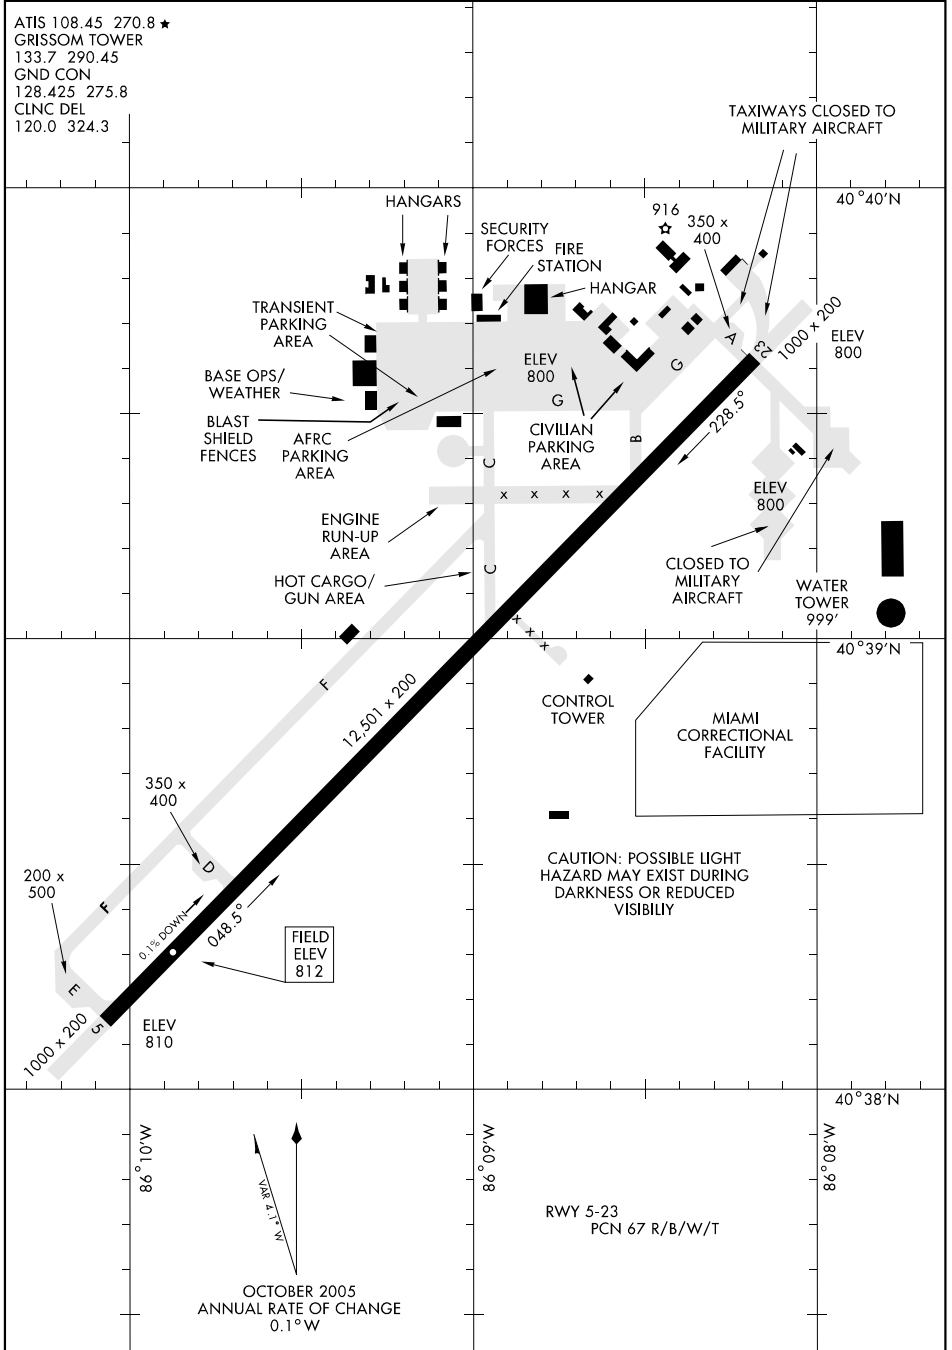 ATIS 108.45 270.8 ★
GRISSOM TOWER
133.7 290.45
GND CON
128.425 275.8
CLNC DEL
120.0 324.3
TAXIWAYS CLOSED TO
MILITARY AIRCRAFT
40°40'N
HANGARS
SECURITY
FORCES
FIRE
STATION
916
350 x
400
HANGAR
TRANSIENT
PARKING
AREA
A
23
1000 x 200
ELEV
800
ELEV
800
G
BASE OPS/
WEATHER
G
228.5°
BLAST
SHIELD
FENCES
AFRC
PARKING
AREA
CIVILIAN
PARKING
AREA
B
C
x x x x
ELEV
800
ENGINE
RUN-UP
AREA
HOT CARGO/
GUN AREA
C
CLOSED TO
MILITARY
AIRCRAFT
WATER
TOWER
999'
x x x
40°39'N
F
12,501 x 200
CONTROL
TOWER
MIAMI
CORRECTIONAL
FACILITY
350 x
400
D
200 x
500
F
CAUTION: POSSIBLE LIGHT
HAZARD MAY EXIST DURING
DARKNESS OR REDUCED
VISIBILIY
0.1% DOWN
048.5°
FIELD
ELEV
812
E
5
1000 x 200
ELEV
810
40°38'N
86°10'W
86°09'W
86°08'W
VAR 4.1° W
RWY 5-23
PCN 67 R/B/W/T
OCTOBER 2005
ANNUAL RATE OF CHANGE
0.1°W